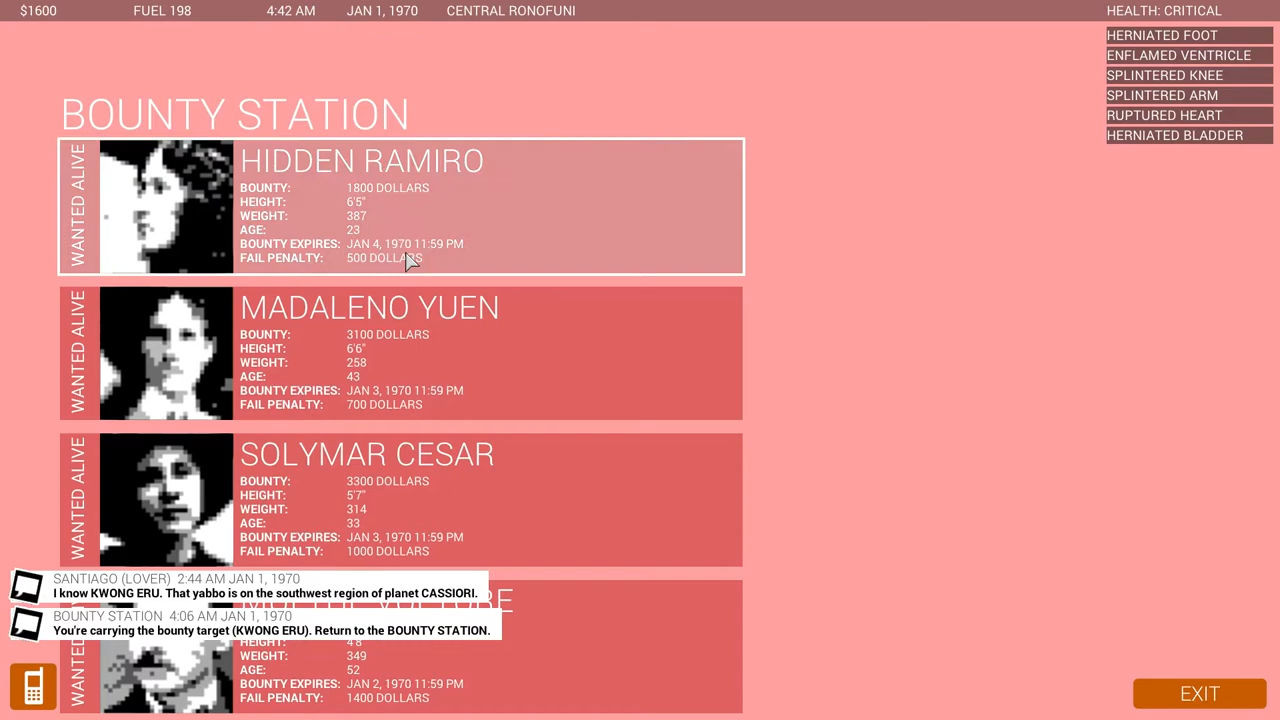 $1600 FUEL 198 4:42 AM JAN 1, 1970 CENTRAL RONOFUNI HEALTH: CRITICAL
HERNIATED FOOT
ENFLAMED VENTRICLE
SPLINTERED KNEE
SPLINTERED ARM
RUPTURED HEART
HERNIATED BLADDER
BOUNTY STATION
WANTED ALIVE
HIDDEN RAMIRO
BOUNTY: 1800 DOLLARS
HEIGHT: 6'5"
WEIGHT: 387
AGE: 23
BOUNTY EXPIRES: JAN 4, 1970 11:59 PM
FAIL PENALTY: 500 DOLLARS
WANTED ALIVE
MADALENO YUEN
BOUNTY: 3100 DOLLARS
HEIGHT: 6'6"
WEIGHT: 258
AGE: 43
BOUNTY EXPIRES: JAN 3, 1970 11:59 PM
FAIL PENALTY: 700 DOLLARS
WANTED ALIVE
SOLYMAR CESAR
BOUNTY: 3300 DOLLARS
HEIGHT: 5'7"
WEIGHT: 314
AGE: 33
BOUNTY EXPIRES: JAN 3, 1970 11:59 PM
FAIL PENALTY: 1000 DOLLARS
SANTIAGO (LOVER) 2:44 AM JAN 1, 1970
I know KWONG ERU. That yabbo is on the southwest region of planet CASSIORI.
BOUNTY STATION 4:06 AM JAN 1, 1970
You're carrying the bounty target (KWONG ERU). Return to the BOUNTY STATION.
WANTED
HEIGHT: 4'8"
WEIGHT: 349
AGE: 52
BOUNTY EXPIRES: JAN 2, 1970 11:59 PM
FAIL PENALTY: 1400 DOLLARS
EXIT